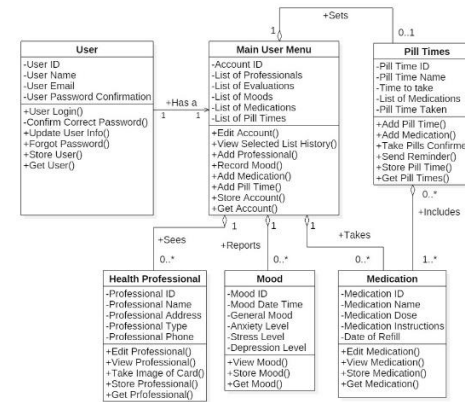 +Sets
1
0..1
User
-User ID
-User Name
-User Email
-User Password Confirmation
+User Login()
-Confirm Correct Password()
+Update User Info()
+Forgot Password()
+Store User()
+Get User()
+Has a
1
1
Main User Menu
-Account ID
-List of Professionals
-List of Evaluations
-List of Moods
-List of Medications
-List of Pill Times
+Edit Account()
+View Selected List History()
+Add Professional()
+Record Mood()
+Add Medication()
+Add Pill Time()
+Store Account()
+Get Account()
Pill Times
-Pill Time ID
-Pill Time Name
-Time to take
-List of Medications
-Pill Time Taken
+Add Pill Time()
+Add Medication()
+Take Pills Confirme
+Send Reminder()
+Store Pill Time()
+Get Pill Times()
1
1
1
0..*
+Sees
+Reports
+Takes
+Includes
0..*
0..*
0..*
1..*
Health Professional
-Professional ID
-Professional Name
-Professional Address
-Professional Type
-Professional Phone
+Edit Professional()
+View Professional()
+Take Image of Card()
+Store Professional()
+Get Prfofessional()
Mood
-Mood ID
-Mood Date Time
-General Mood
-Anxiety Level
-Stress Level
-Depression Level
+View Mood()
+Store Mood()
+Get Mood()
Medication
-Medication ID
-Medication Name
-Medication Dose
-Medication Instructions
-Date of Refill
+Edit Medication()
+View Medication()
+Store Medication()
+Get Medication()